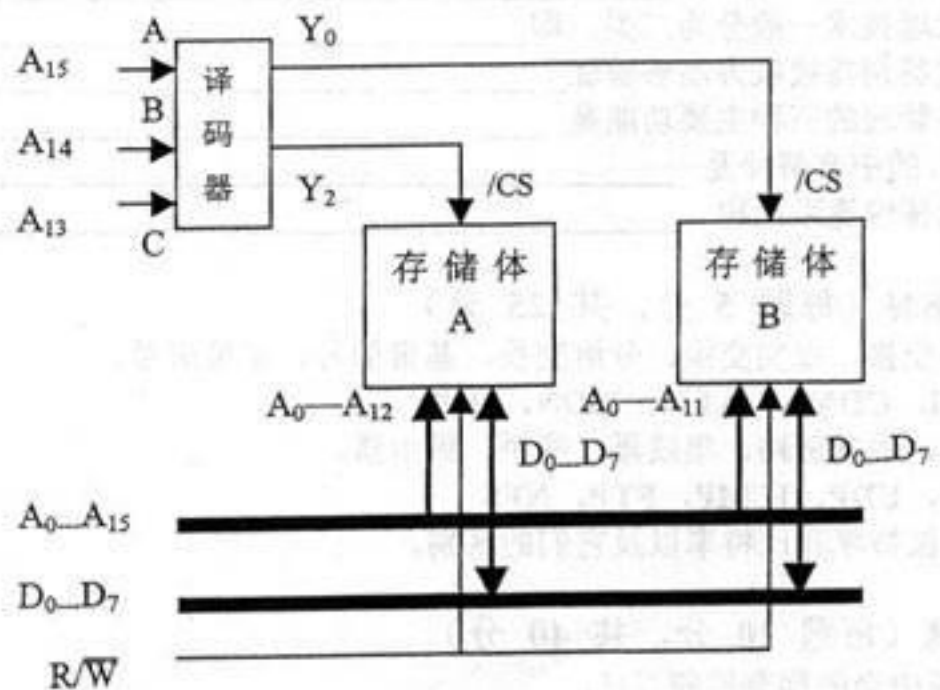 A Y₀
A₁₅ 译
B
A₁₄ 码
器 Y₂ /CS /CS
A₁₃
C
存储体 存储体
A B
A₀—A₁₂ A₀—A₁₁
D₀...D₇ D₀...D₇
A₀...A₁₅
D₀...D₇
R/W̅